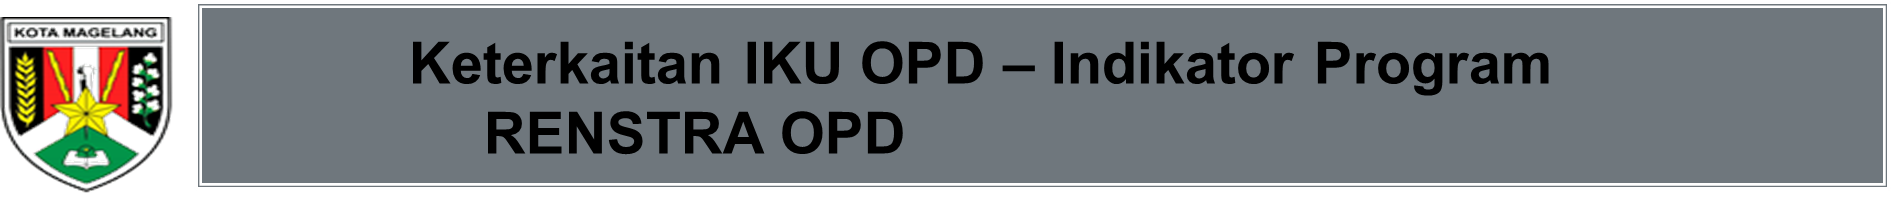 KOTA MAGELANG
Keterkaitan IKU OPD – Indikator Program
RENSTRA OPD